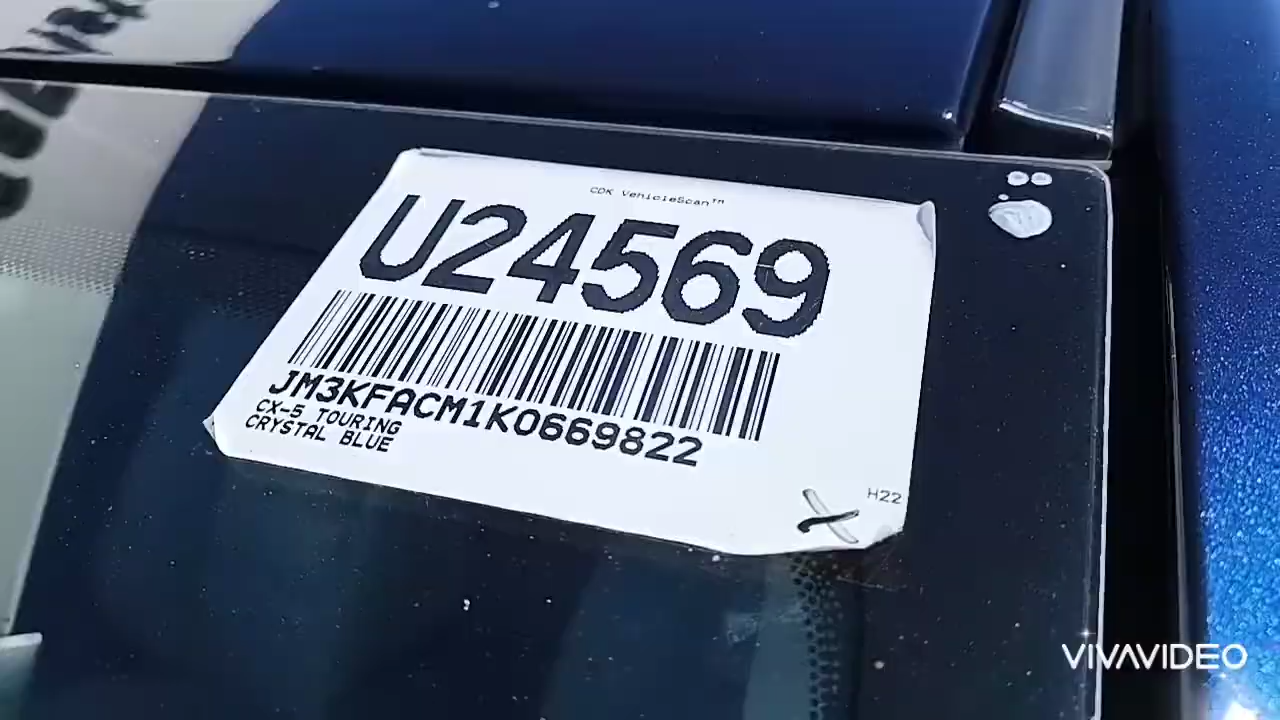 CDK VehicleScan™
U24569
JM3KFACM1K0669822
CX-5 TOURING
CRYSTAL BLUE
H22
VIVAVIDEO